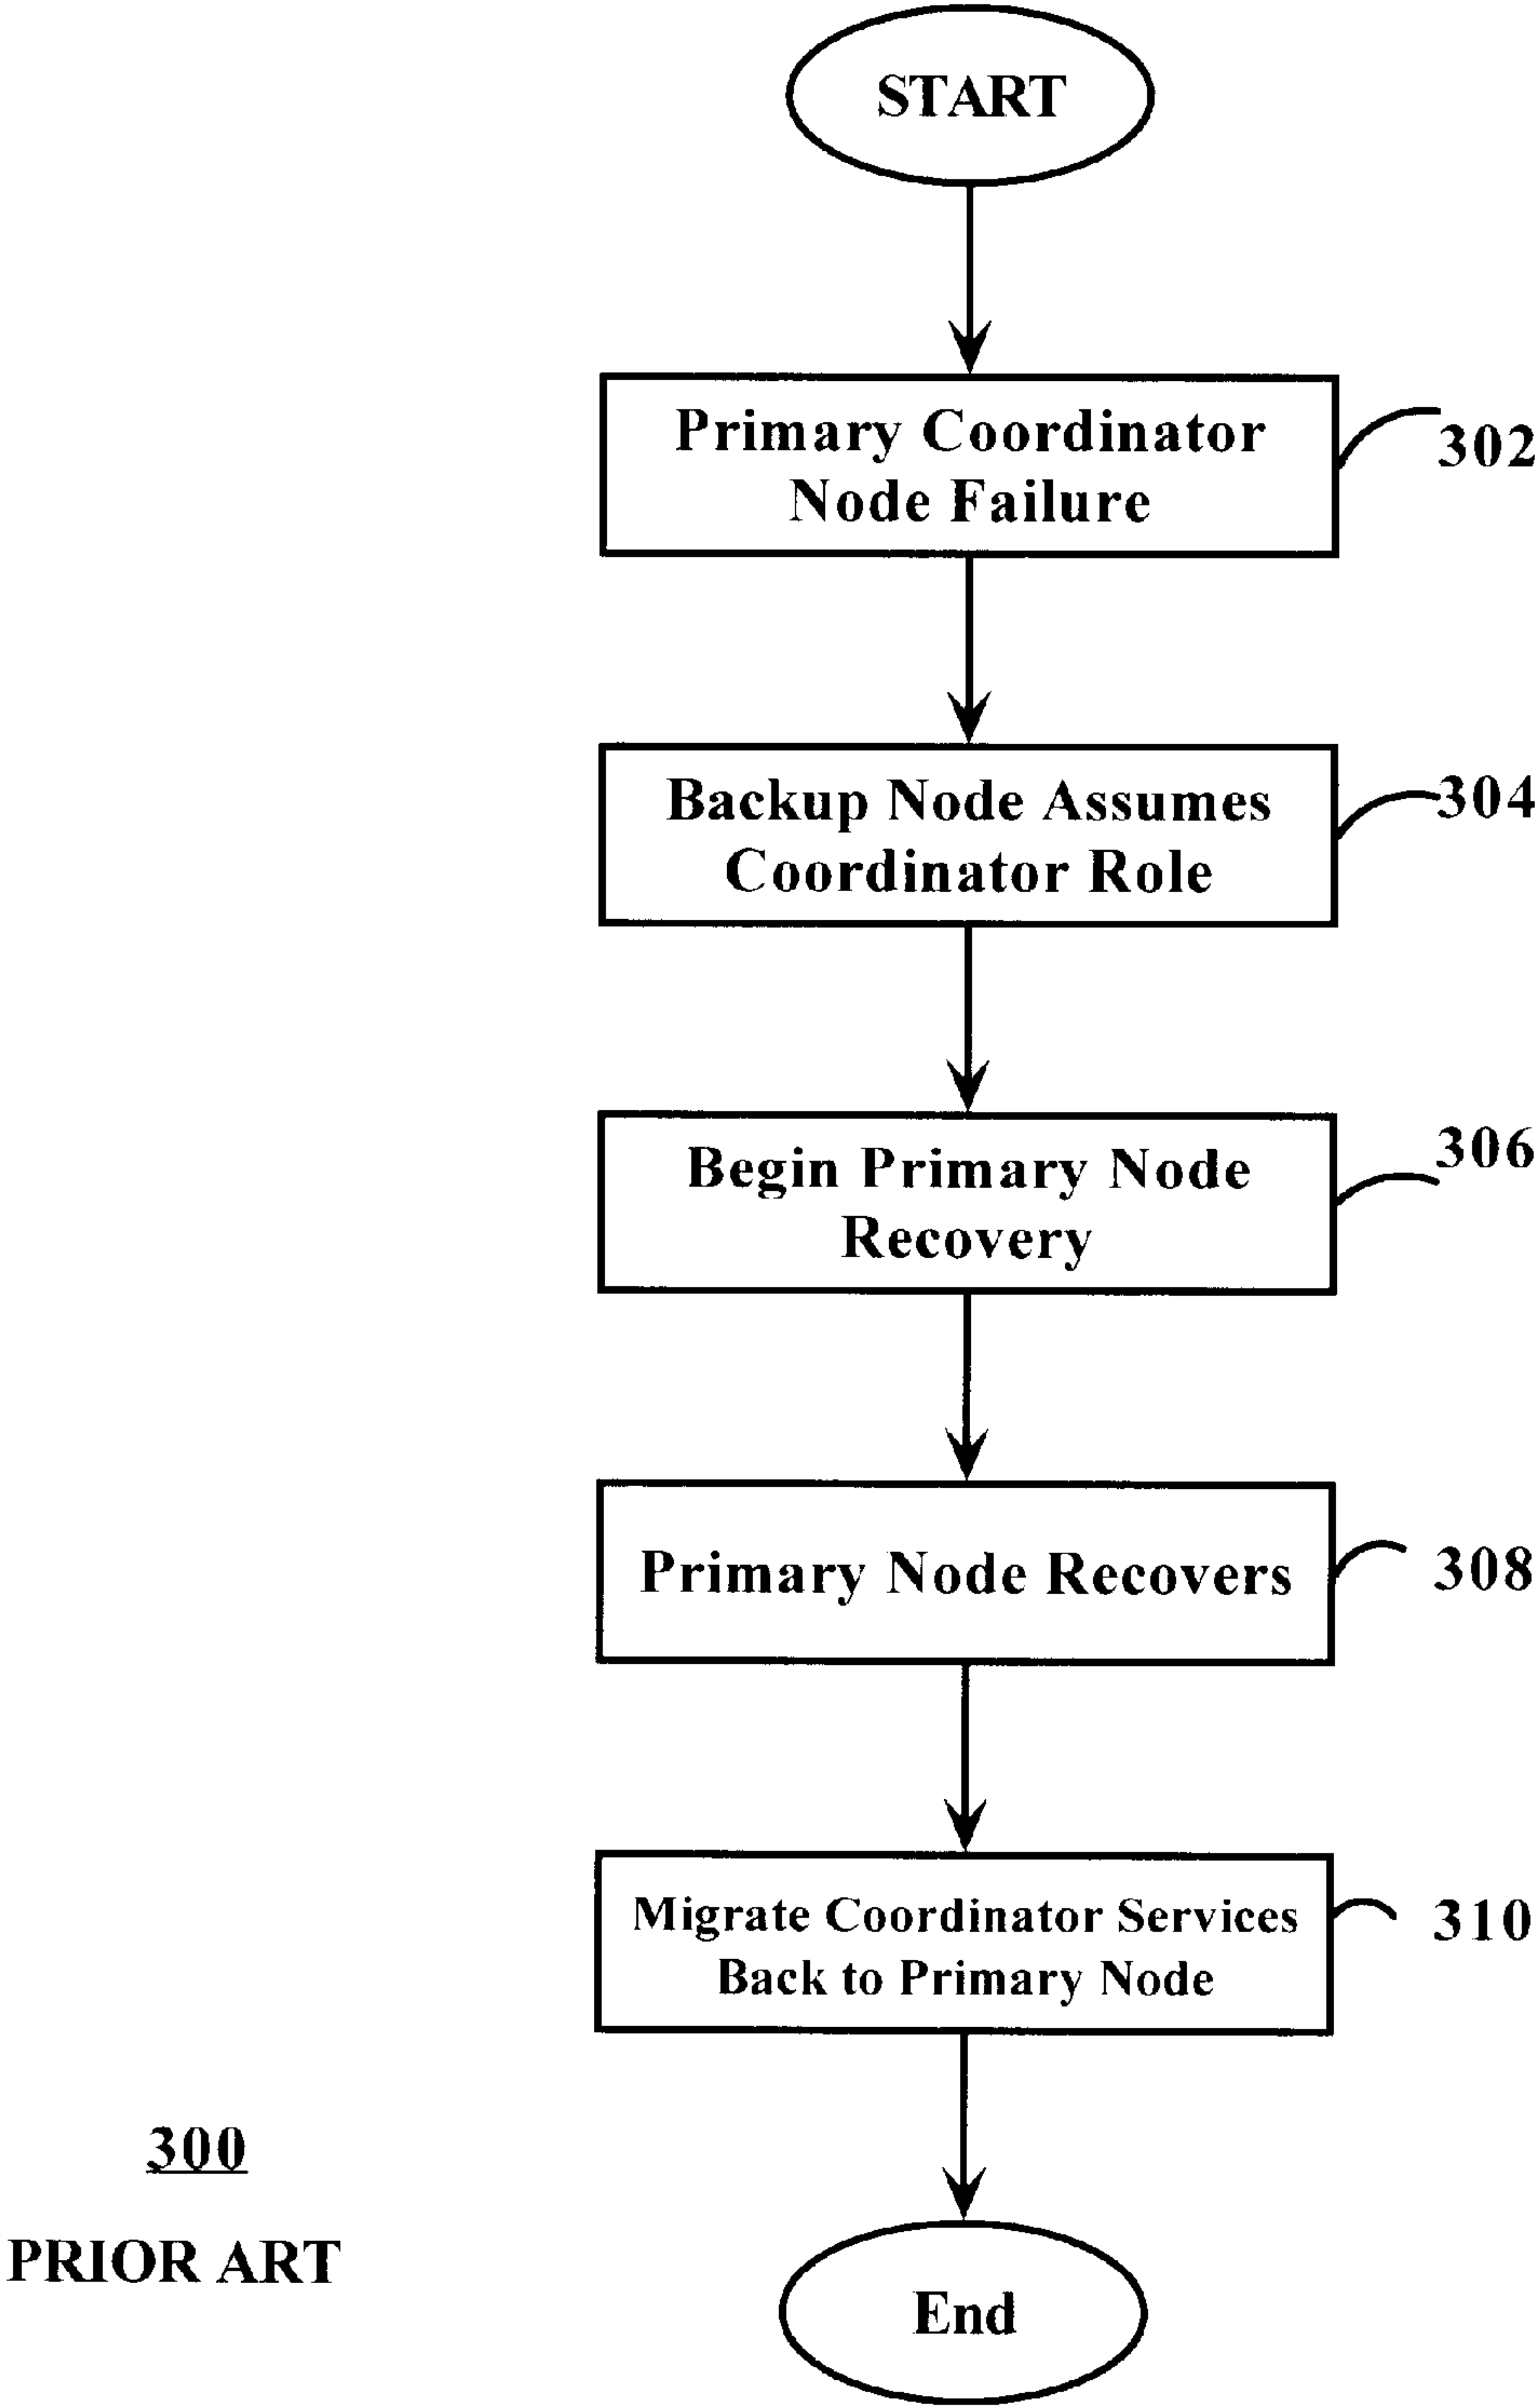 START
Primary Coordinator
Node Failure
302
Backup Node Assumes
Coordinator Role
304
Begin Primary Node
Recovery
306
Primary Node Recovers
308
Migrate Coordinator Services
Back to Primary Node
310
300
PRIOR ART
End